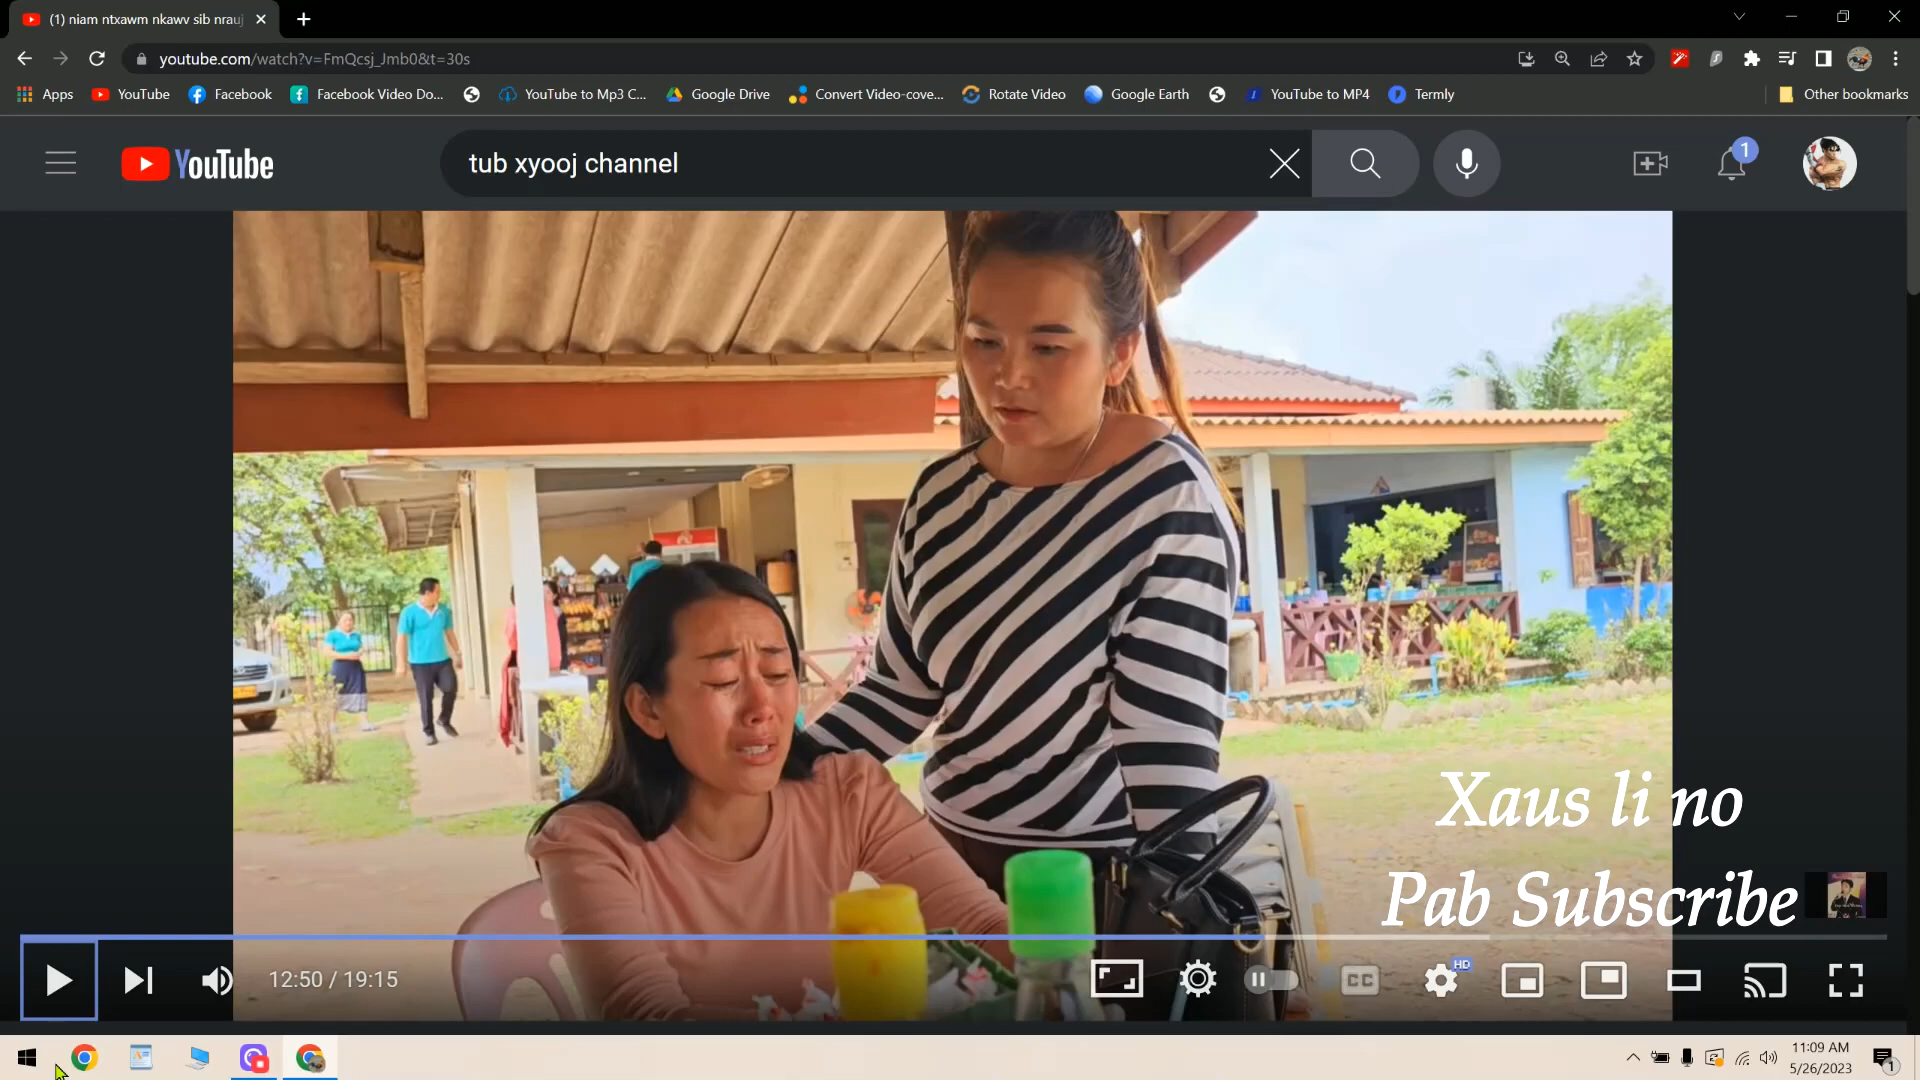 (1) niam ntxawm nkawv sib nrauj
youtube.com/watch?v=FmQcsj_Jmb0&t=30s
Apps YouTube Facebook Facebook Video Do... YouTube to Mp3 C... Google Drive Convert Video-cove... Rotate Video Google Earth YouTube to MP4 Termly Other bookmarks
YouTube tub xyooj channel 1
Xaus li no
Pab Subscribe
12:50 / 19:15 CC HD
11:09 AM
5/26/2023 1